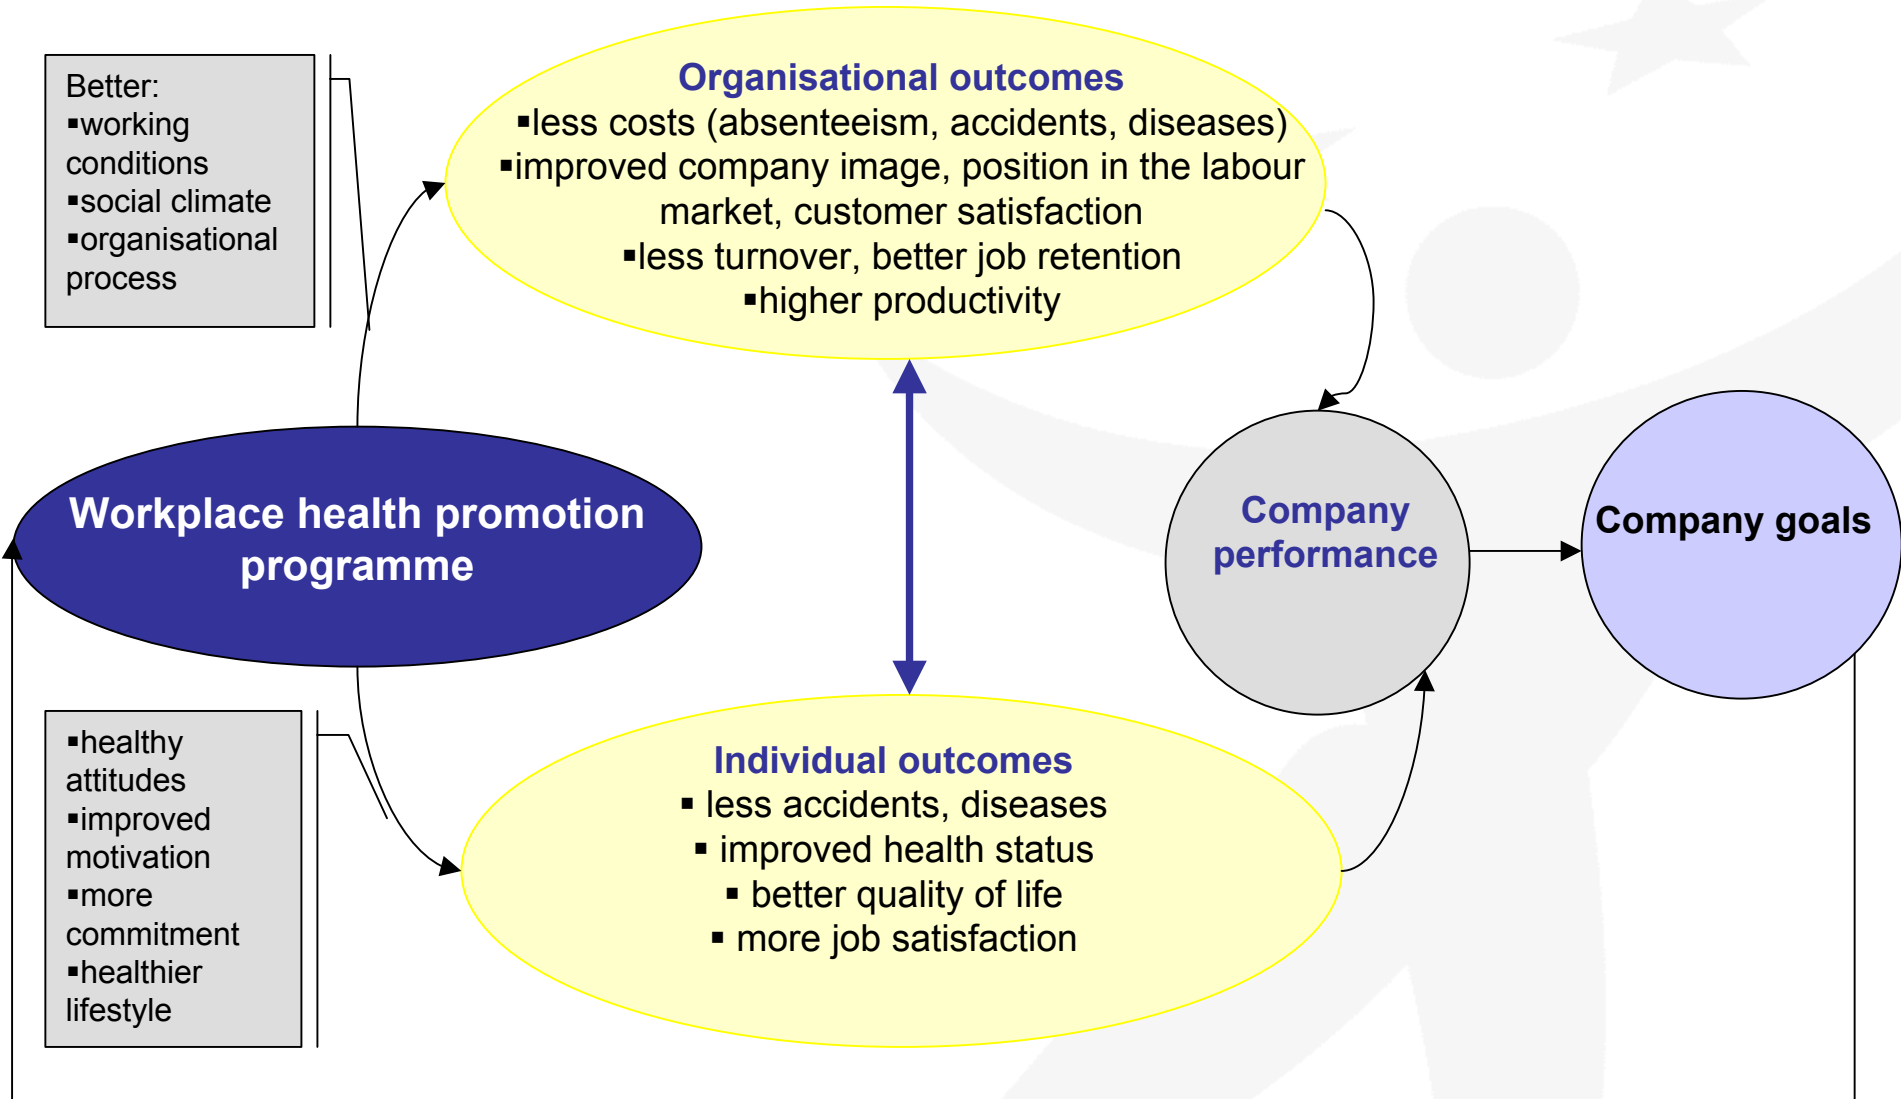 Better:
▪working
conditions
▪social climate
▪organisational
process
Organisational outcomes
▪less costs (absenteeism, accidents, diseases)
▪improved company image, position in the labour
market, customer satisfaction
▪less turnover, better job retention
▪higher productivity
Workplace health promotion
programme
Company
performance
Company goals
▪healthy
attitudes
▪improved
motivation
▪more
commitment
▪healthier
lifestyle
Individual outcomes
▪ less accidents, diseases
▪ improved health status
▪ better quality of life
▪ more job satisfaction